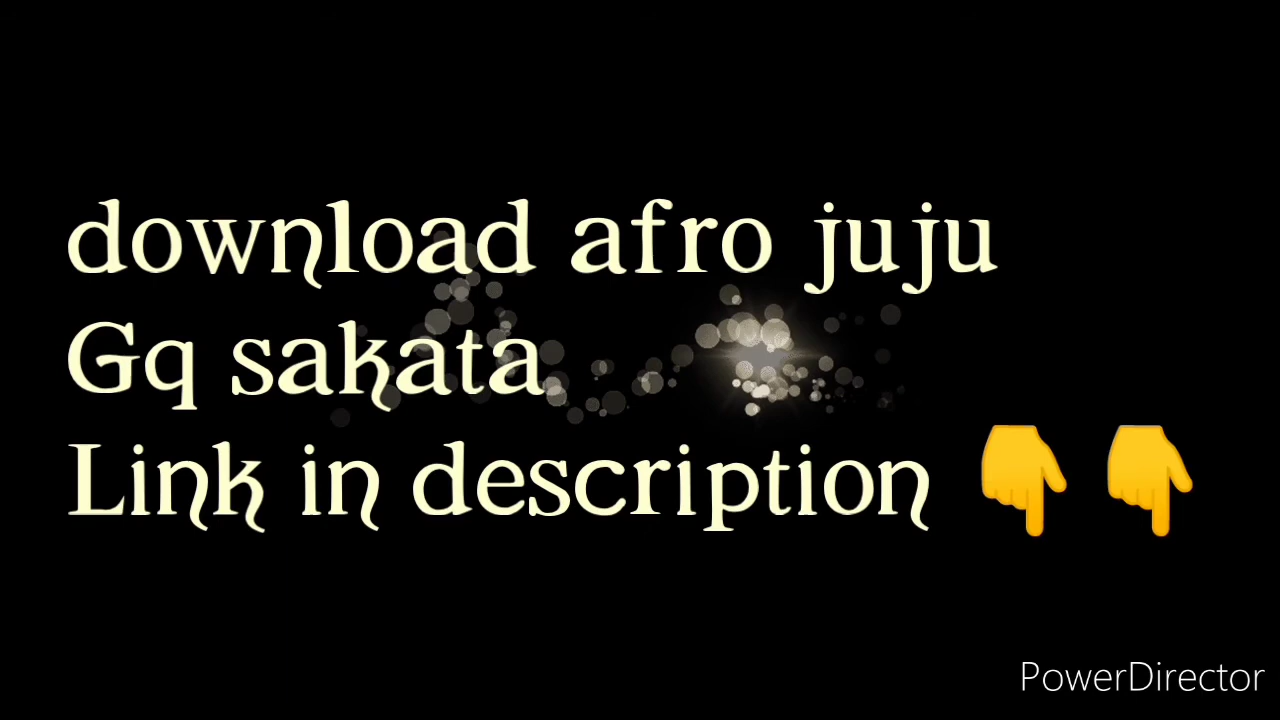 download afro juju
Gq sakata
Link in description 👇 👇
PowerDirector